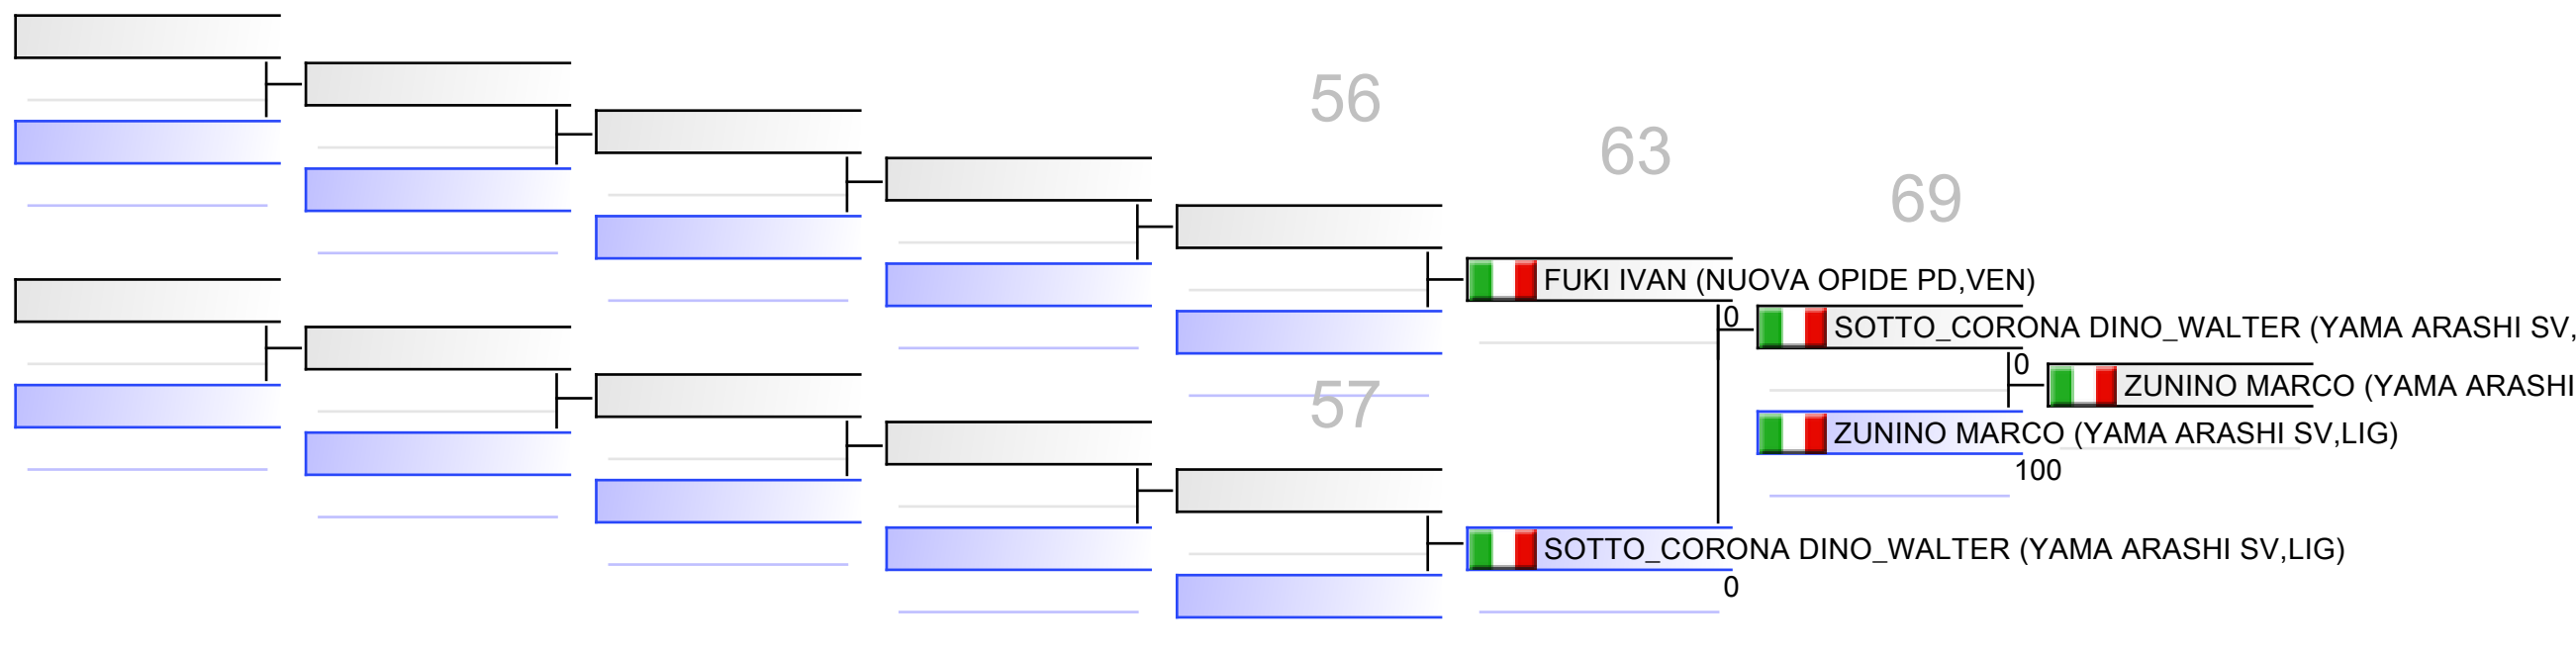 56
63
69
FUKI IVAN (NUOVA OPIDE PD,VEN)
0
SOTTO_CORONA DINO_WALTER (YAMA ARASHI SV,
0
ZUNINO MARCO (YAMA ARASHI
57
ZUNINO MARCO (YAMA ARASHI SV,LIG)
100
SOTTO_CORONA DINO_WALTER (YAMA ARASHI SV,LIG)
0